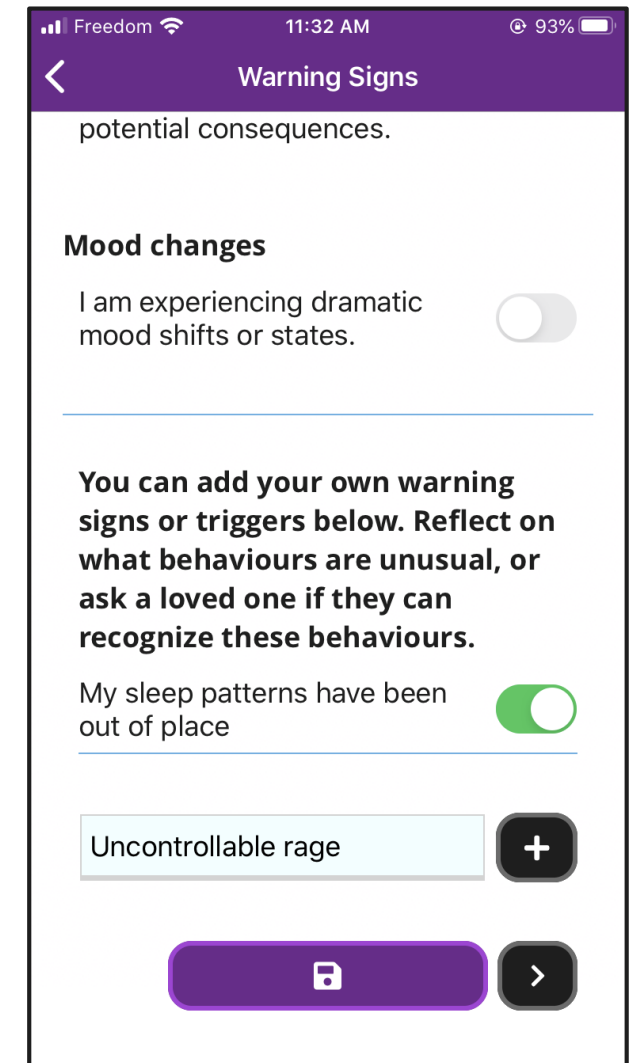 Freedom 11:32 AM 93%
Warning Signs
potential consequences.
Mood changes
I am experiencing dramatic
mood shifts or states.
You can add your own warning
signs or triggers below. Reflect on
what behaviours are unusual, or
ask a loved one if they can
recognize these behaviours.
My sleep patterns have been
out of place
Uncontrollable rage